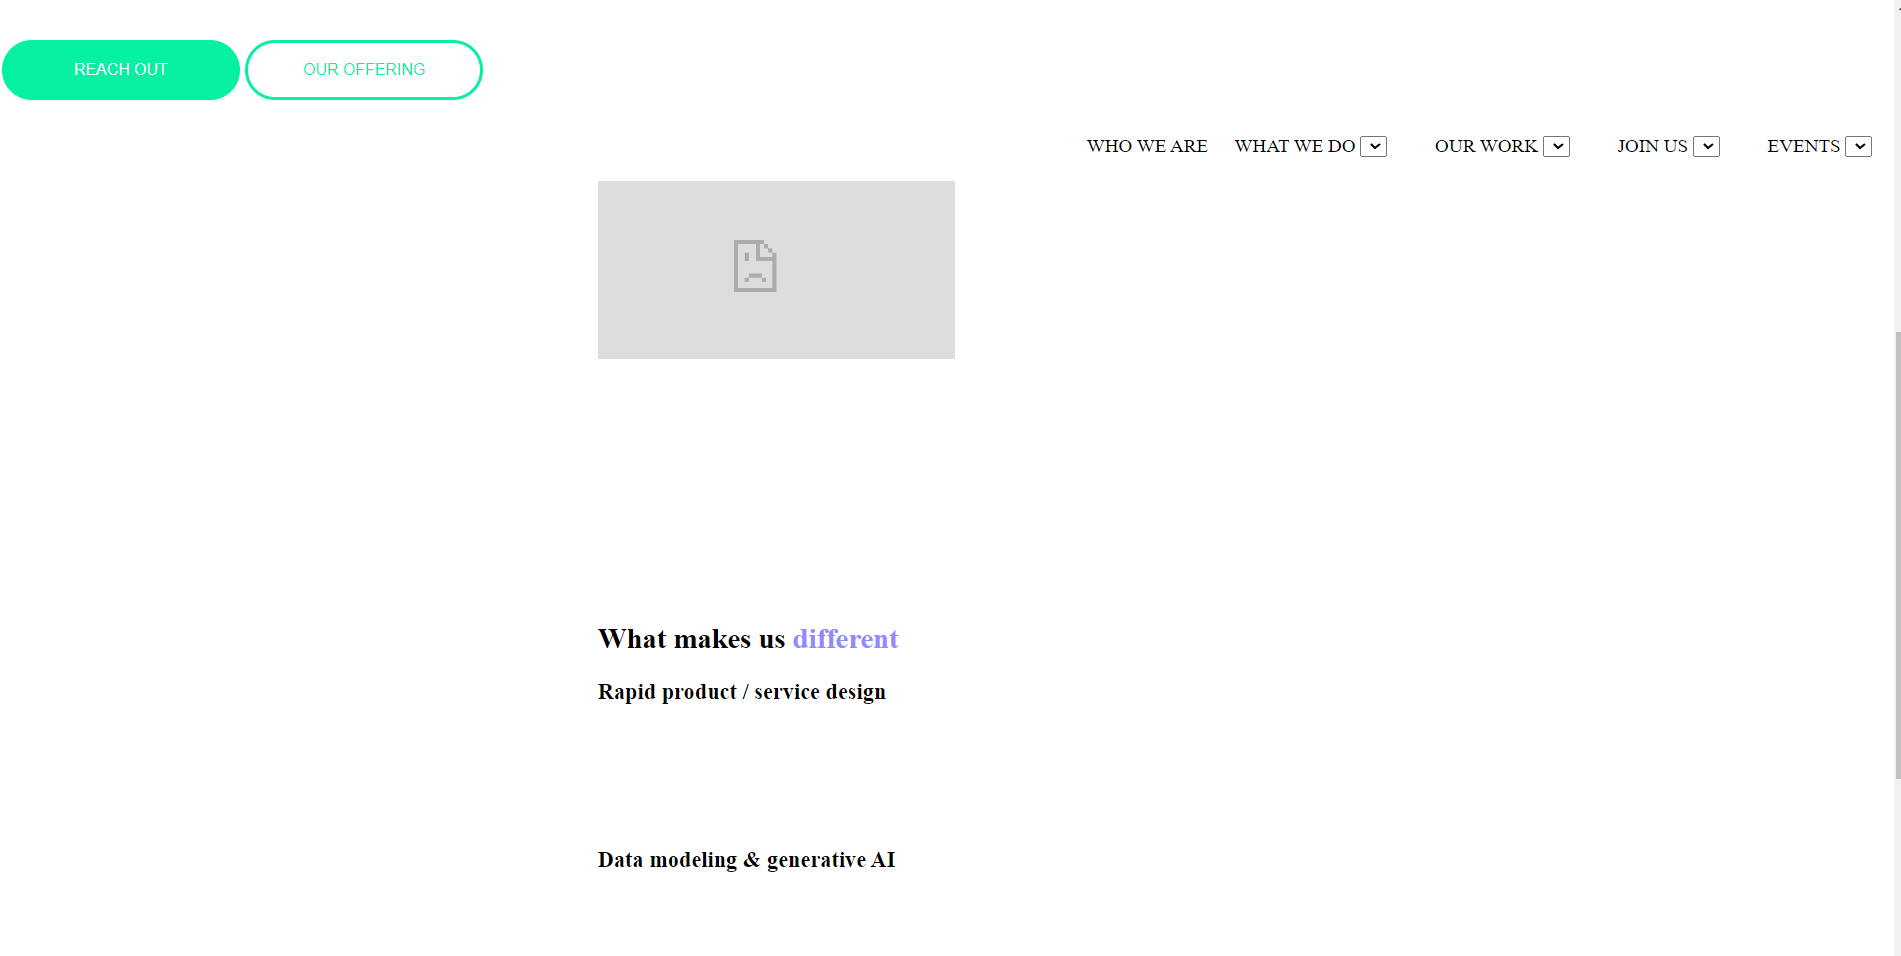 REACH OUT OUR OFFERING
WHO WE ARE WHAT WE DO OUR WORK JOIN US EVENTS
What makes us different
Rapid product / service design
Data modeling & generative AI